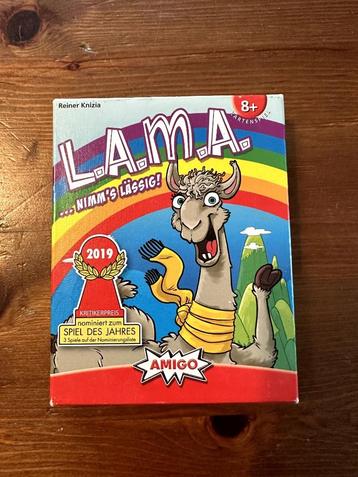 Reiner Knizia
8+
KARTENSPIEL
L.A.M.A.
...NIMM'S LÄSSIG!
2019
KRITIKERPREIS
nominiert zum
SPIEL DES JAHRES
3 Spiele auf der Nominierungsliste
AMIGO